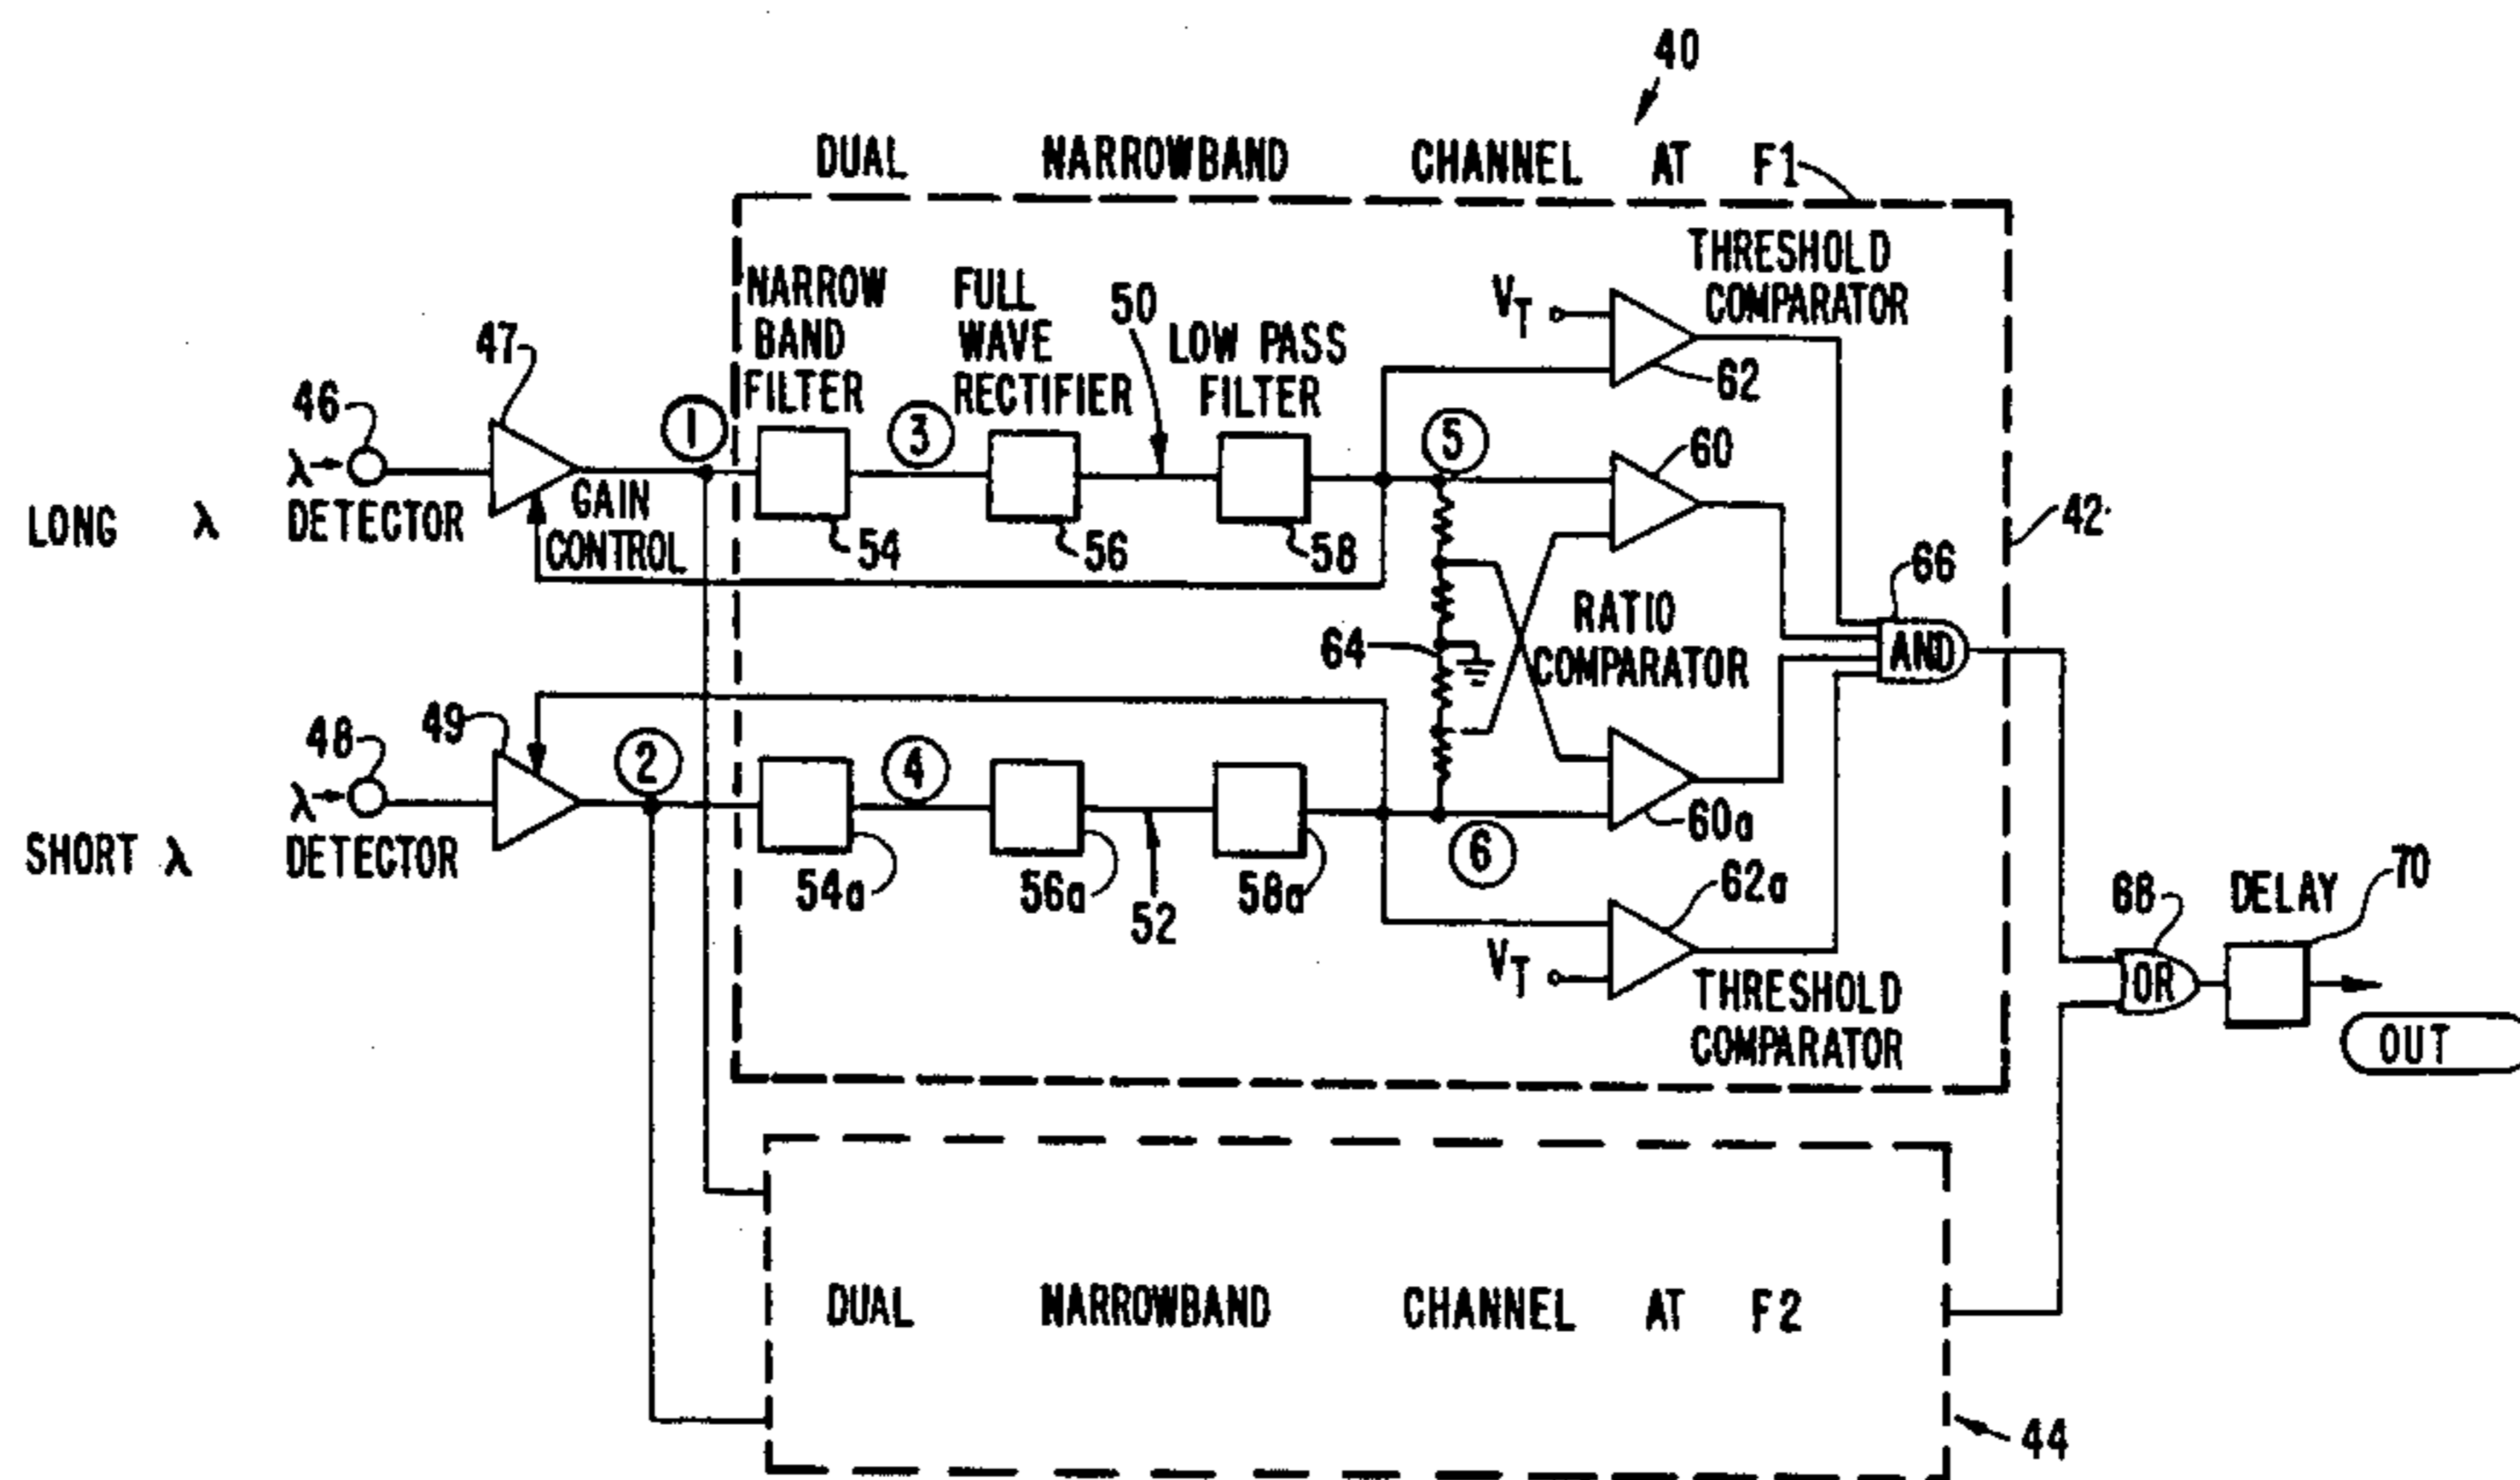 40
DUAL NARROWBAND CHANNEL AT F1
NARROW
BAND
FILTER
FULL
WAVE
RECTIFIER
50
LOW PASS
FILTER
THRESHOLD
COMPARATOR
VT
62
47
46
1
3
5
60
λ
GAIN
CONTROL
LONG λ DETECTOR
54
56
58
42
66
RATIO
COMPARATOR
64
AND
49
48
2
4
λ
SHORT λ DETECTOR
54a
56a
52
58a
6
60a
62a
VT
THRESHOLD
COMPARATOR
68
DELAY
70
OR
OUT
DUAL NARROWBAND CHANNEL AT F2
44